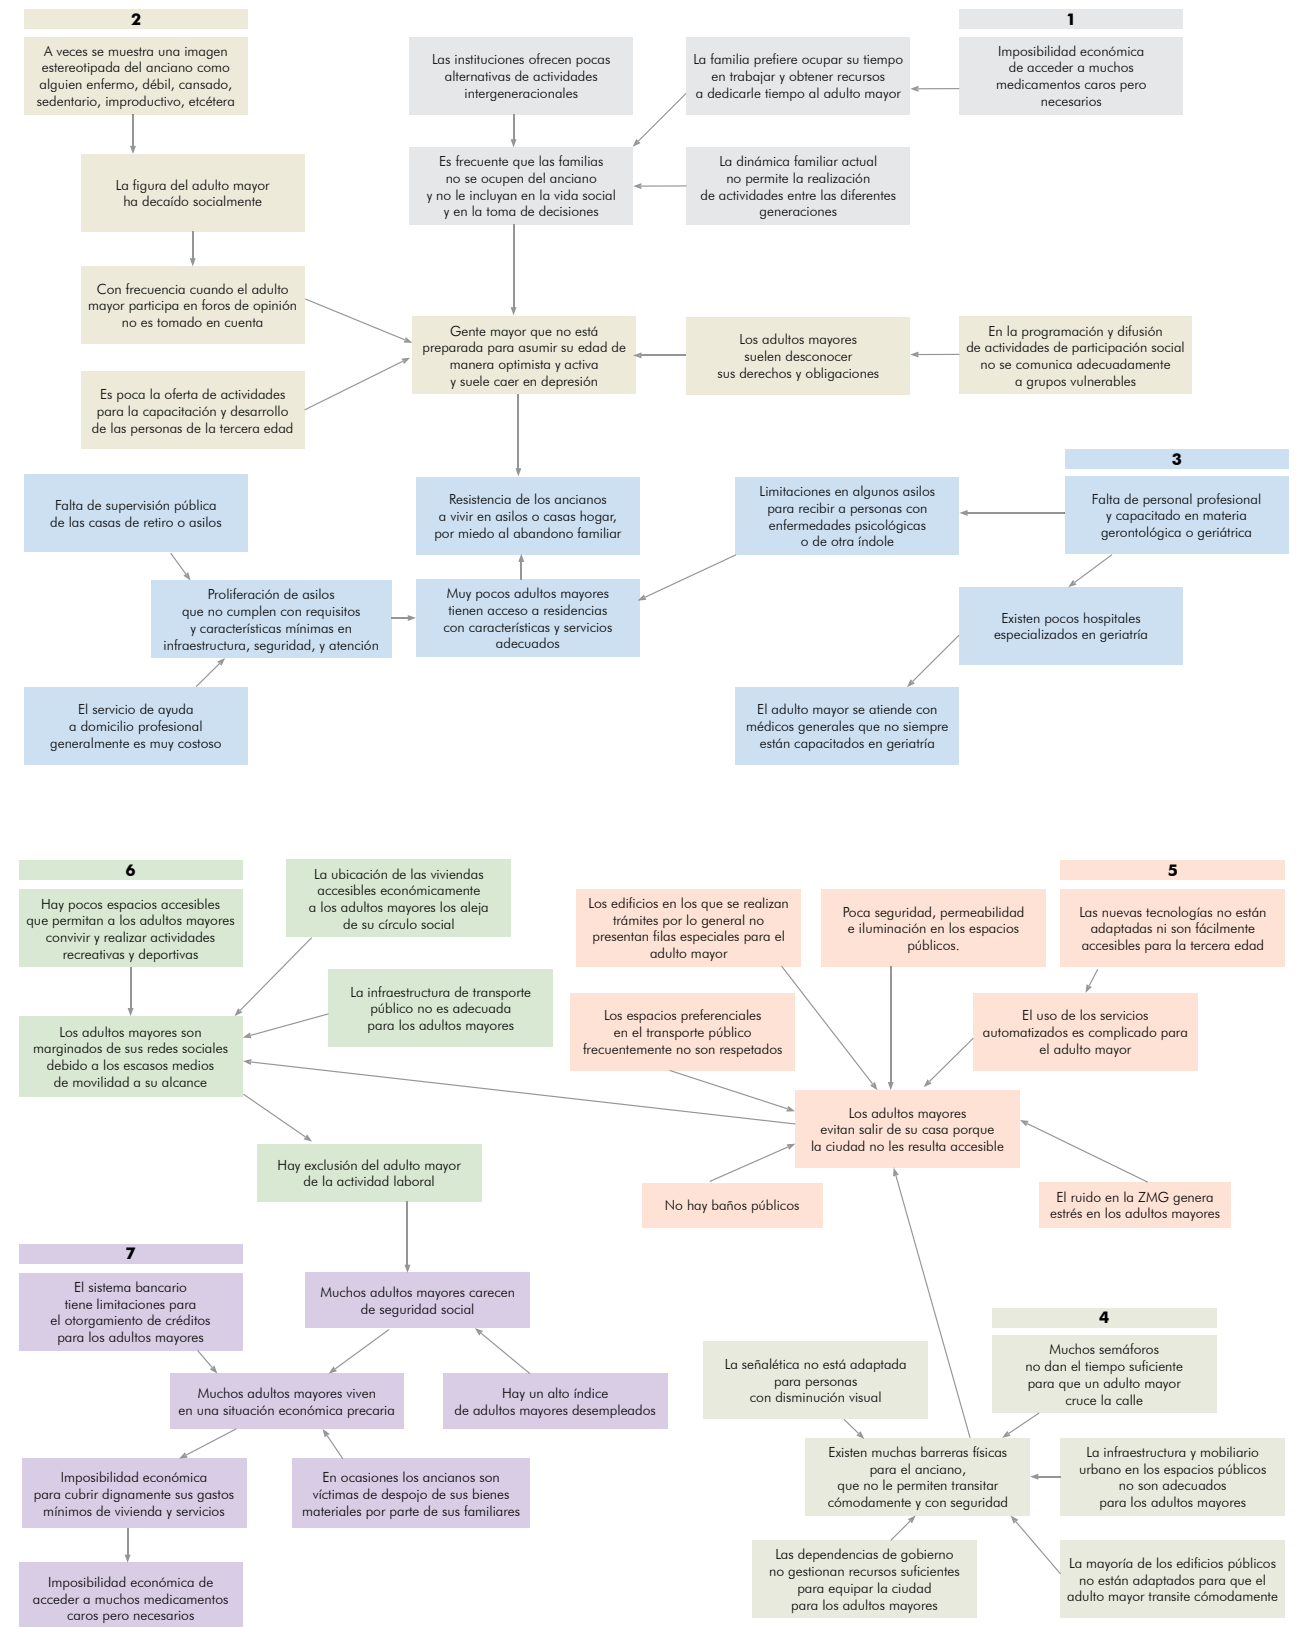 2
A veces se muestra una imagen
estereotipada del anciano como
alguien enfermo, débil, cansado,
sedentario, improductivo, etcétera
Las instituciones ofrecen pocas
alternativas de actividades
intergeneracionales
La familia prefiere ocupar su tiempo
en trabajar y obtener recursos
a dedicarle tiempo al adulto mayor
1
Imposibilidad económica
de acceder a muchos
medicamentos caros pero
necesarios
La figura del adulto mayor
ha decaído socialmente
Es frecuente que las familias
no se ocupen del anciano
y no le incluyan en la vida social
y en la toma de decisiones
La dinámica familiar actual
no permite la realización
de actividades entre las diferentes
generaciones
Con frecuencia cuando el adulto
mayor participa en foros de opinión
no es tomado en cuenta
Gente mayor que no está
preparada para asumir su edad de
manera optimista y activa
y suele caer en depresión
Los adultos mayores
suelen desconocer
sus derechos y obligaciones
En la programación y difusión
de actividades de participación social
no se comunica adecuadamente
a grupos vulnerables
Es poca la oferta de actividades
para la capacitación y desarrollo
de las personas de la tercera edad
3
Falta de supervisión pública
de las casas de retiro o asilos
Resistencia de los ancianos
a vivir en asilos o casas hogar,
por miedo al abandono familiar
Limitaciones en algunos asilos
para recibir a personas con
enfermedades psicológicas
o de otra índole
Falta de personal profesional
y capacitado en materia
gerontológica o geriátrica
Proliferación de asilos
que no cumplen con requisitos
y características mínimas en
infraestructura, seguridad, y atención
Muy pocos adultos mayores
tienen acceso a residencias
con características y servicios
adecuados
Existen pocos hospitales
especializados en geriatría
El servicio de ayuda
a domicilio profesional
generalmente es muy costoso
El adulto mayor se atiende con
médicos generales que no siempre
están capacitados en geriatría
6
Hay pocos espacios accesibles
que permitan a los adultos mayores
convivir y realizar actividades
recreativas y deportivas
La ubicación de las viviendas
accesibles económicamente
a los adultos mayores los aleja
de su círculo social
Los edificios en los que se realizan
trámites por lo general no
presentan filas especiales para el
adulto mayor
Poca seguridad, permeabilidad
e iluminación en los espacios
públicos.
5
Las nuevas tecnologías no están
adaptadas ni son fácilmente
accesibles para la tercera edad
La infraestructura de transporte
público no es adecuada
para los adultos mayores
Los espacios preferenciales
en el transporte público
frecuentemente no son respetados
El uso de los servicios
automatizados es complicado para
el adulto mayor
Los adultos mayores son
marginados de sus redes sociales
debido a los escasos medios
de movilidad a su alcance
Los adultos mayores
evitan salir de su casa porque
la ciudad no les resulta accesible
Hay exclusión del adulto mayor
de la actividad laboral
No hay baños públicos
El ruido en la ZMG genera
estrés en los adultos mayores
7
El sistema bancario
tiene limitaciones para
el otorgamiento de créditos
para los adultos mayores
Muchos adultos mayores carecen
de seguridad social
4
Muchos semáforos
no dan el tiempo suficiente
para que un adulto mayor
cruce la calle
La señalética no está adaptada
para personas
con disminución visual
Muchos adultos mayores viven
en una situación económica precaria
Hay un alto índice
de adultos mayores desempleados
Existen muchas barreras físicas
para el anciano,
que no le permiten transitar
cómodamente y con seguridad
La infraestructura y mobiliario
urbano en los espacios públicos
no son adecuados
para los adultos mayores
Imposibilidad económica
para cubrir dignamente sus gastos
mínimos de vivienda y servicios
En ocasiones los ancianos son
víctimas de despojo de sus bienes
materiales por parte de sus familiares
Las dependencias de gobierno
no gestionan recursos suficientes
para equipar la ciudad
para los adultos mayores
La mayoría de los edificios públicos
no están adaptados para que el
adulto mayor transite cómodamente
Imposibilidad económica de
acceder a muchos medicamentos
caros pero necesarios